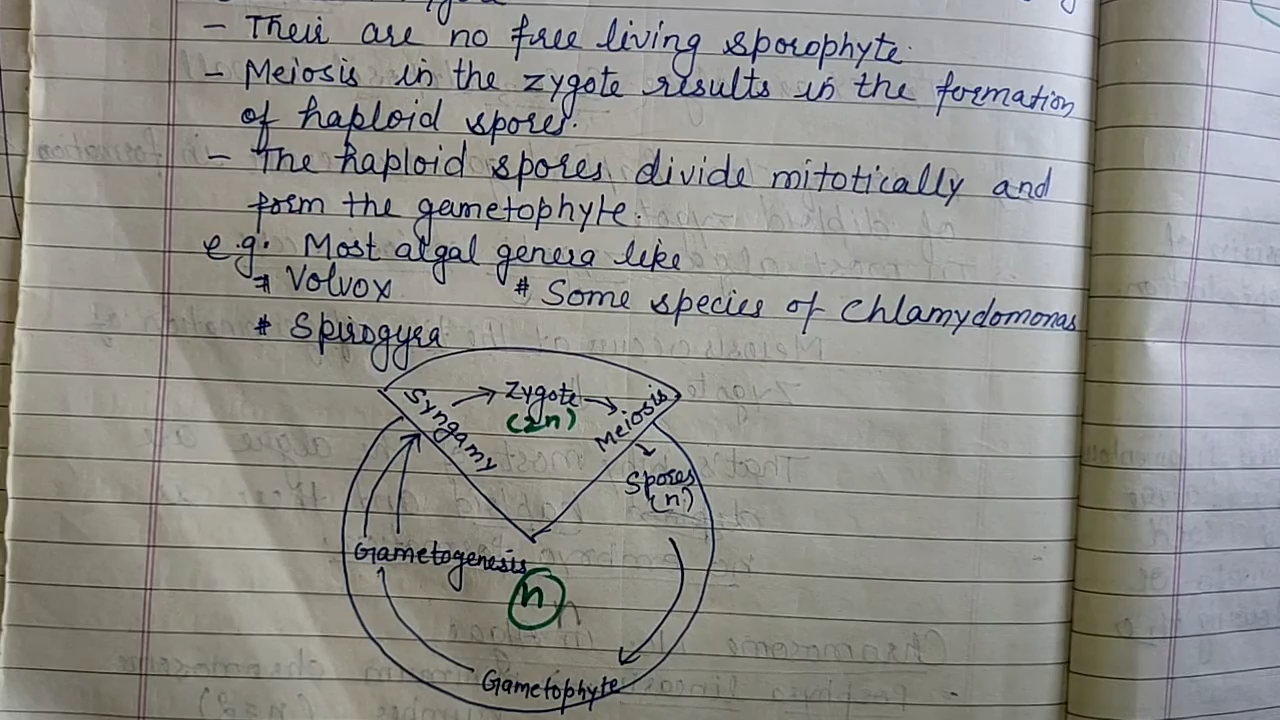 - Their are no free living sporophyte.
- Meiosis in the zygote results in the formation
of haploid spores.
- The haploid spores divide mitotically and
form the gametophyte.
e.g. Most algal genera like
# Volvox # Some species of Chlamydomonas
# Spirogyra
Syngamy → Zygote → Meiosis
(2n)
Spores
(n)
Gametogenesis
n
Gametophyte